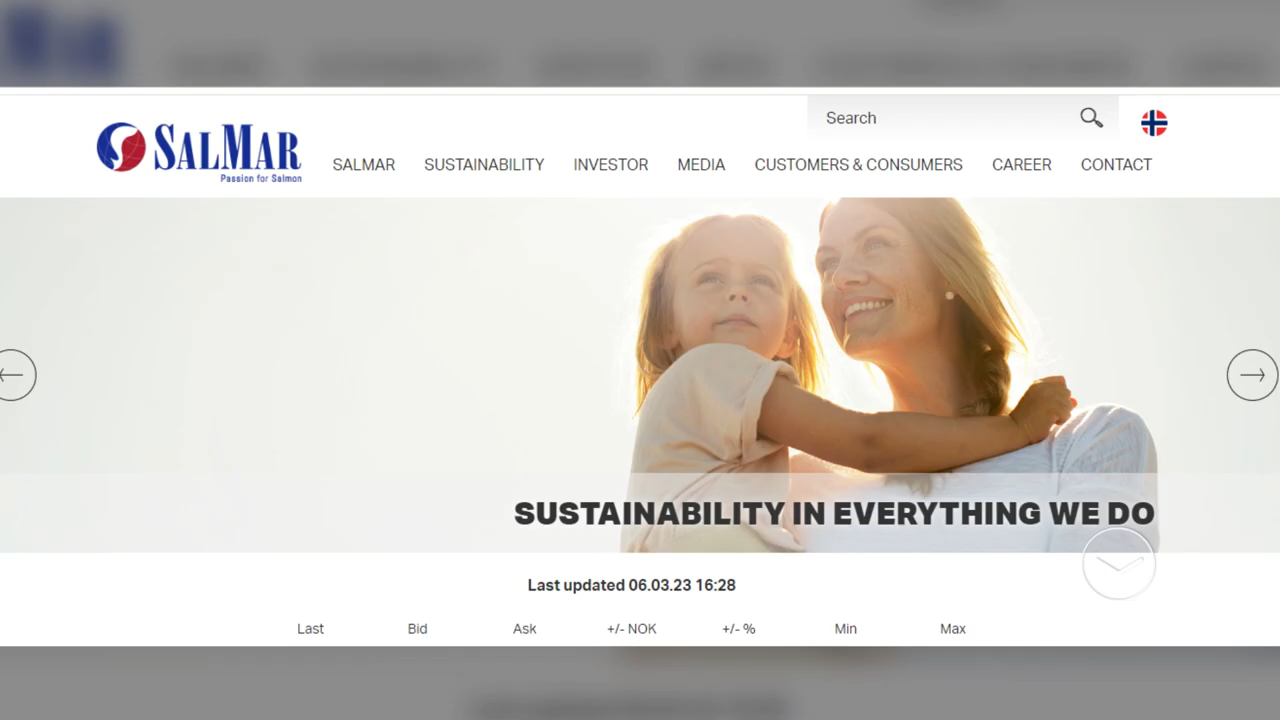 Search
SALMAR
Passion for Salmon
SALMAR SUSTAINABILITY INVESTOR MEDIA CUSTOMERS & CONSUMERS CAREER CONTACT
SUSTAINABILITY IN EVERYTHING WE DO
Last updated 06.03.23 16:28
Last Bid Ask +/- NOK +/- % Min Max